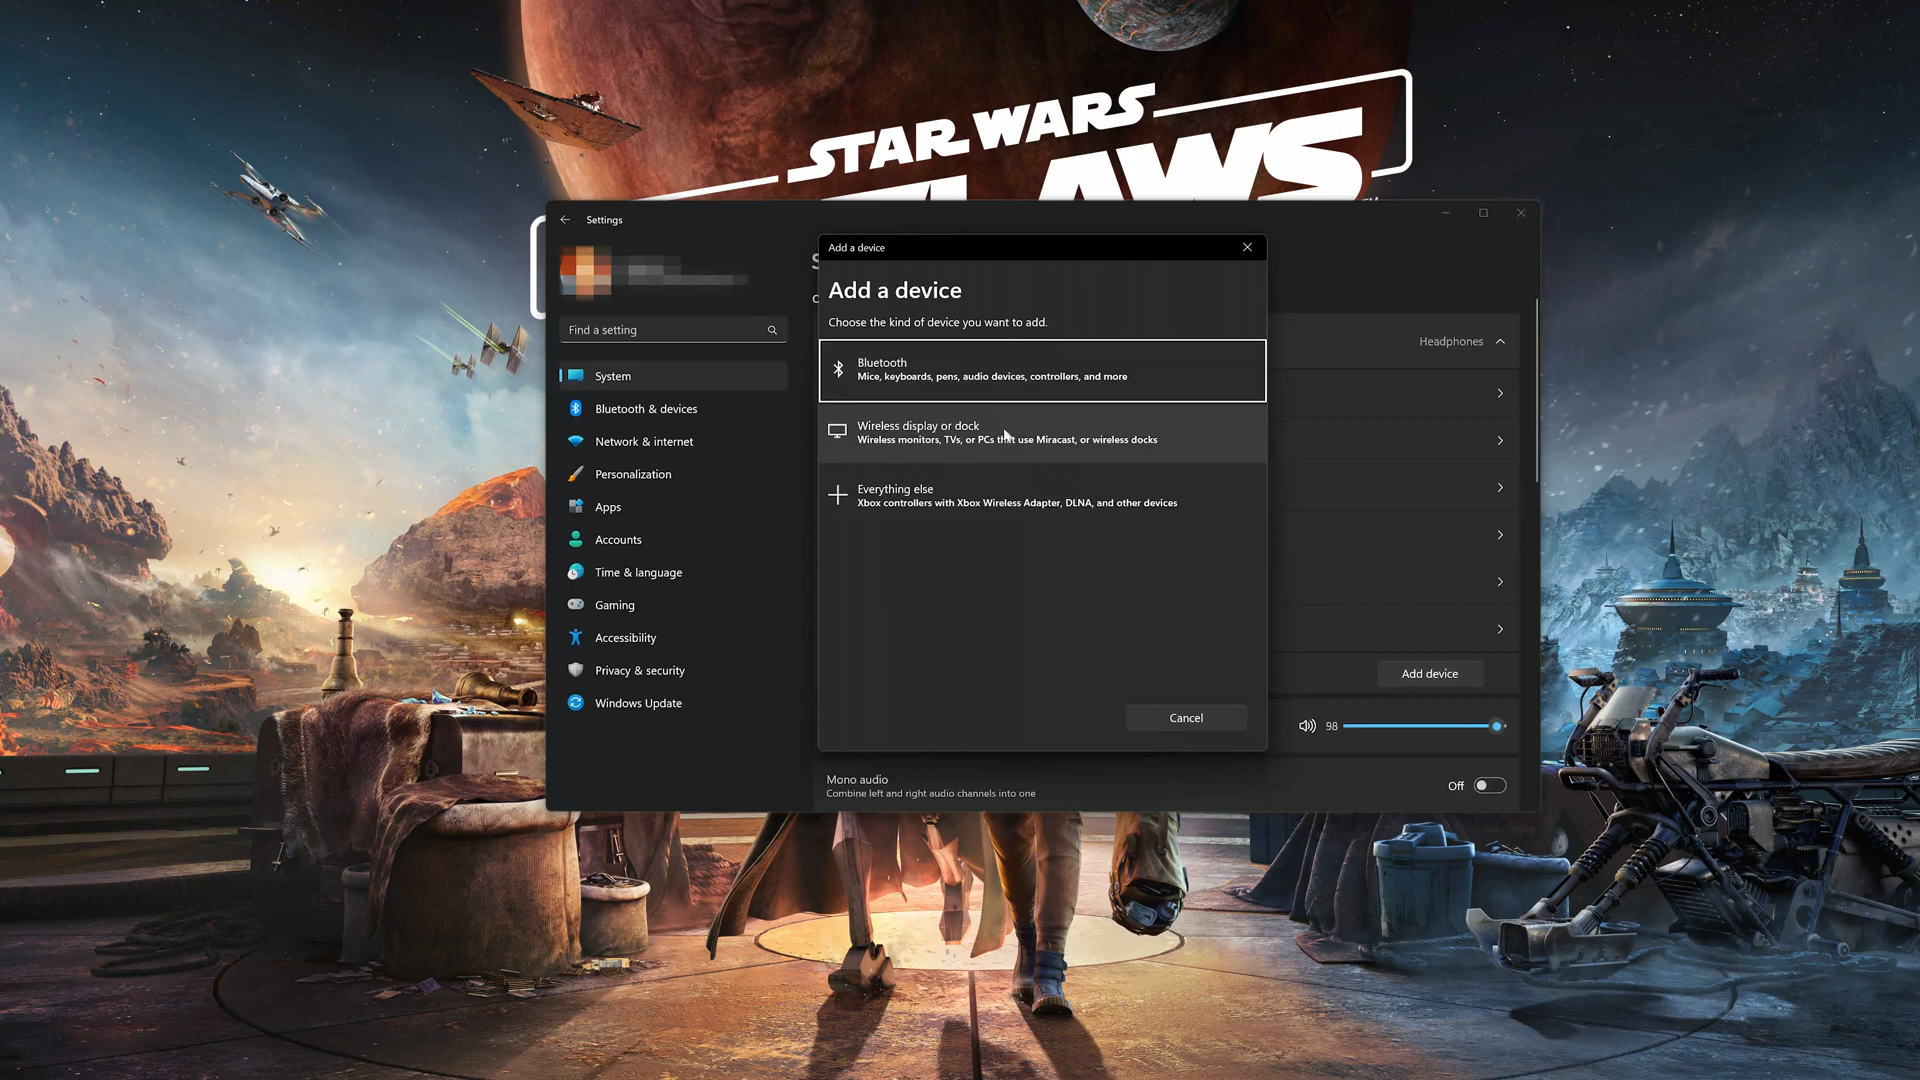 STAR WARS
LAWS
Settings
Add a device
Add a device
Choose the kind of device you want to add.
Find a setting
Headphones
Bluetooth
Mice, keyboards, pens, audio devices, controllers, and more
System
Bluetooth & devices
Wireless display or dock
Wireless monitors, TVs, or PCs that use Miracast, or wireless docks
Network & internet
Personalization
Everything else
Xbox controllers with Xbox Wireless Adapter, DLNA, and other devices
Apps
Accounts
Time & language
Gaming
Accessibility
Privacy & security
Add device
Windows Update
Cancel
98
Mono audio
Combine left and right audio channels into one
Off